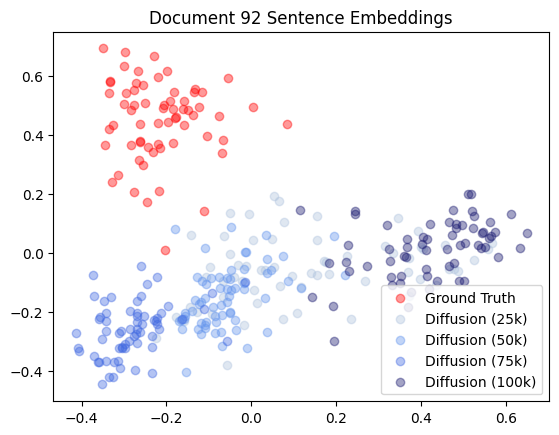 Document 92 Sentence Embeddings
0.6
0.4
0.2
0.0
−0.2
−0.4
Ground Truth
Diffusion (25k)
Diffusion (50k)
Diffusion (75k)
Diffusion (100k)
−0.4 −0.2 0.0 0.2 0.4 0.6